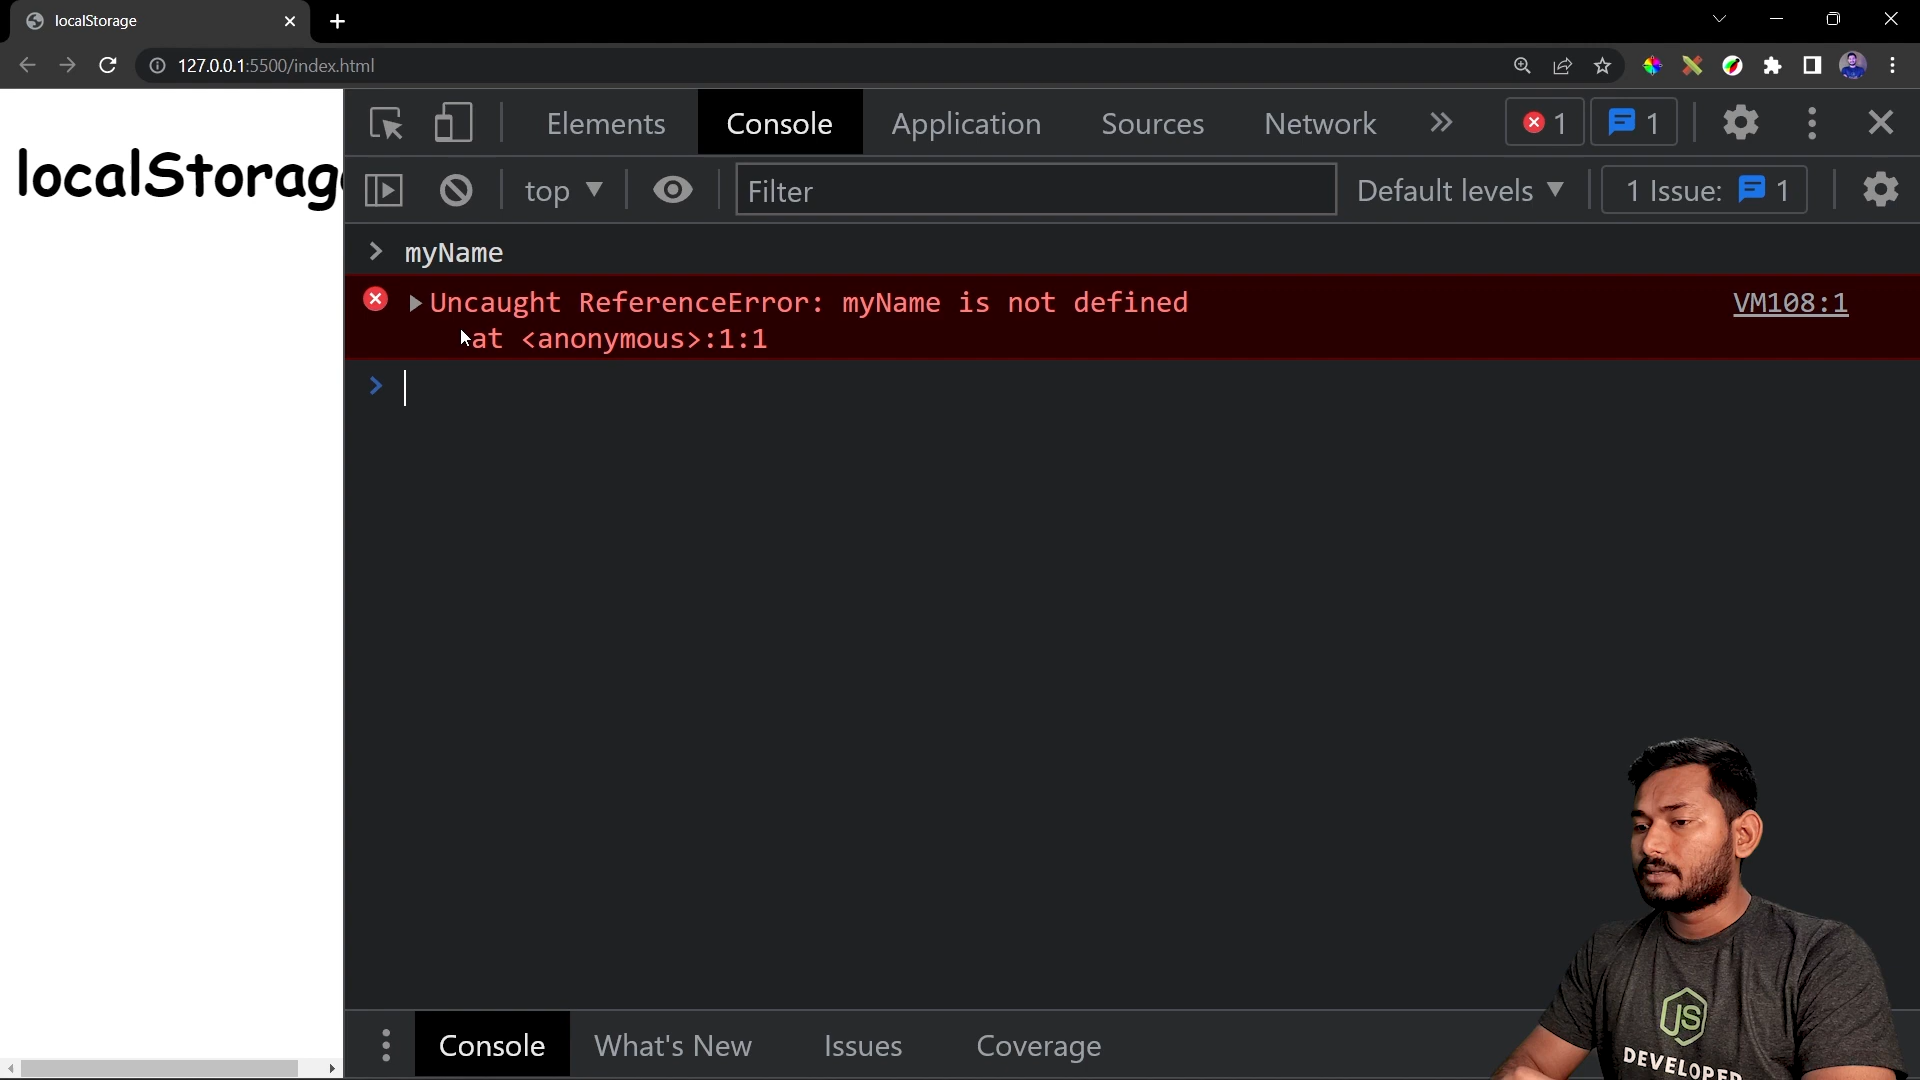 localStorage
127.0.0.1:5500/index.html
localStorage
Elements
Console
Application
Sources
Network
1
1
top
Filter
Default levels
1 Issue: 1
myName
Uncaught ReferenceError: myName is not defined
at <anonymous>:1:1
VM108:1
Console
What's New
Issues
Coverage
JS
DEVELOPER